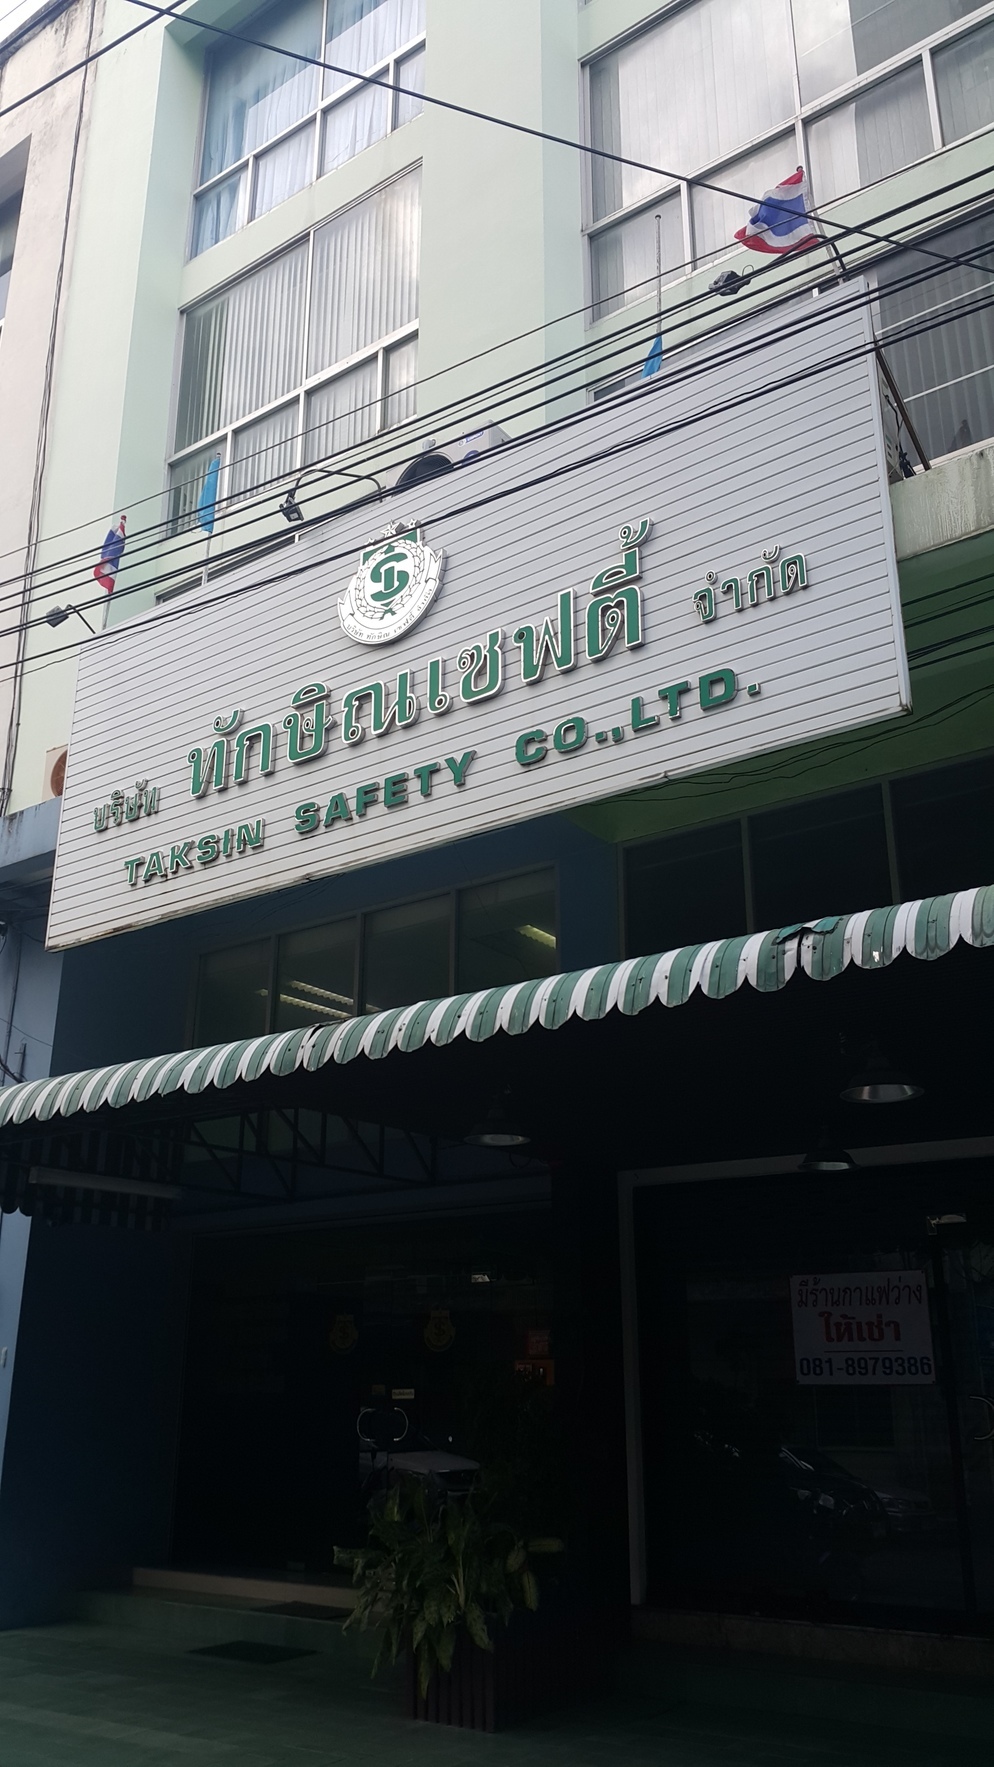 บริษัท ทักษิณเซฟตี้ จำกัด
TAKSIN SAFETY CO.,LTD.
มีร้านกาแฟว่าง
ให้เช่า
081-8979386